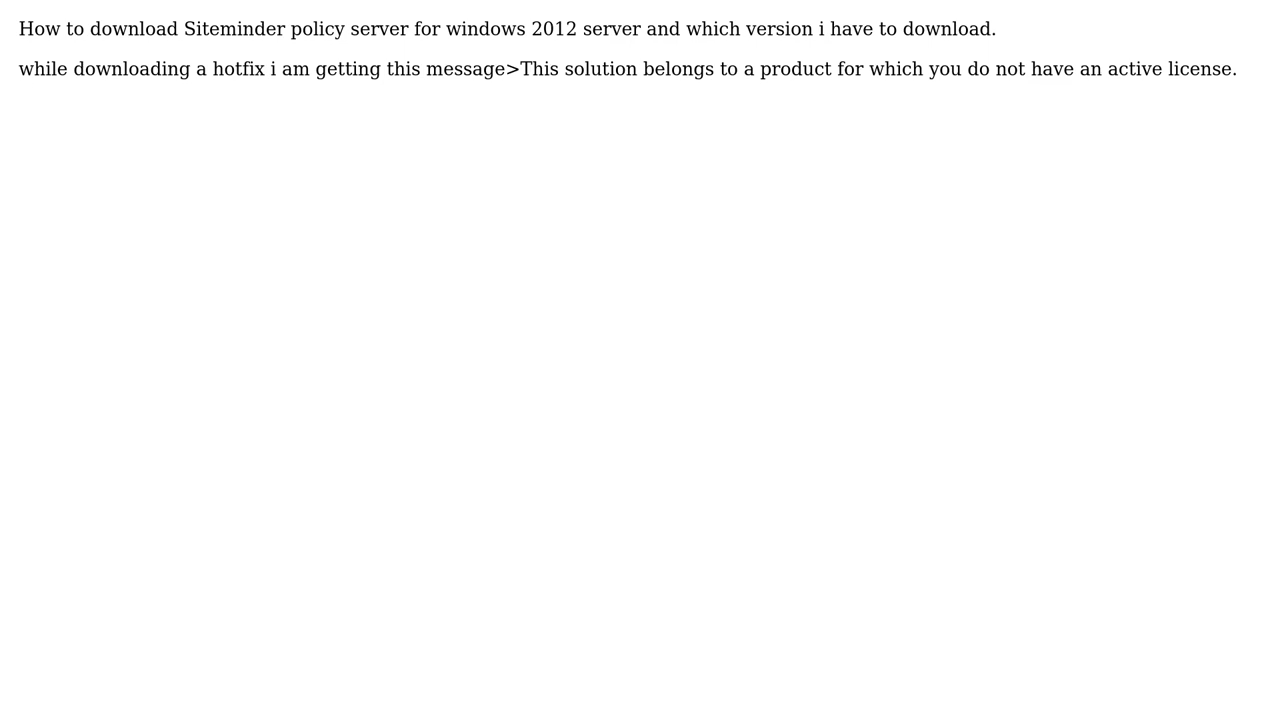 How to download Siteminder policy server for windows 2012 server and which version i have to download.
while downloading a hotfix i am getting this message>This solution belongs to a product for which you do not have an active license.